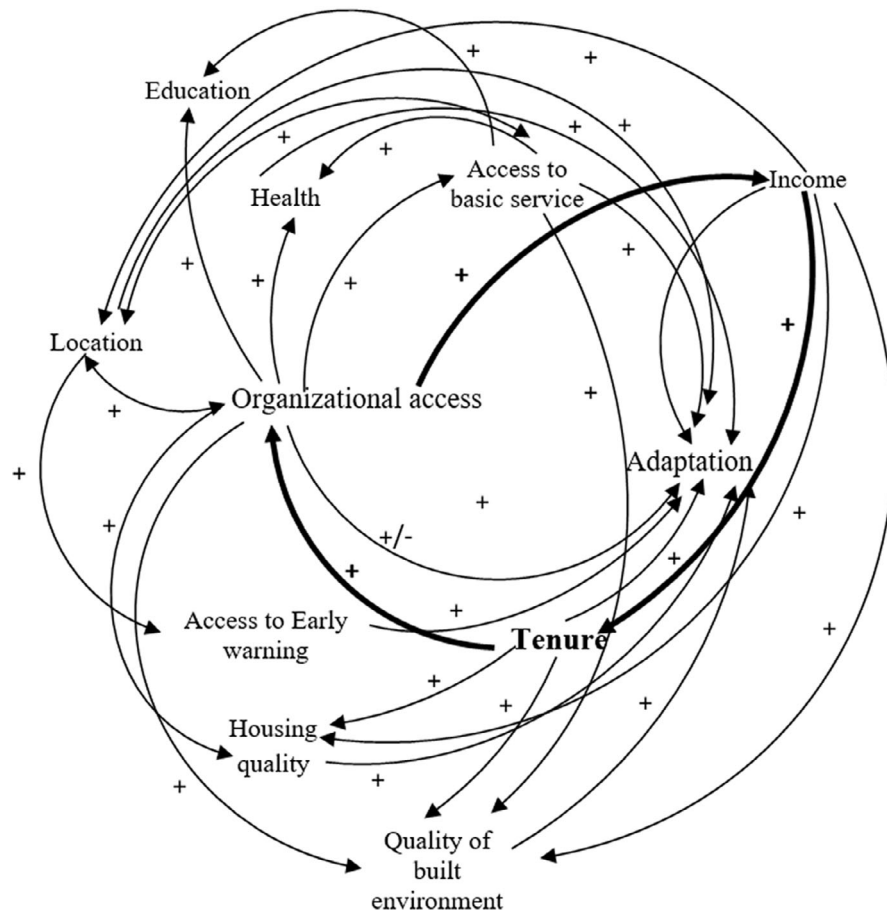 +
+
Education
+
+
+
+
Access to
basic service
Income
Health
+
+
+
+
+
+
Location
Organizational access
+
+
Adaptation
+
+
+
+
+/-
+
+
+
Access to Early
warning
Tenure
+
+
+
+
Housing
quality
+
+
Quality of
built
environment